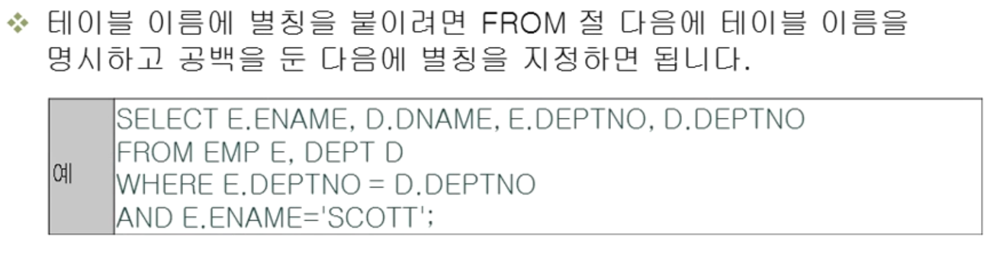 ❖ 테이블 이름에 별칭을 붙이려면 FROM 절 다음에 테이블 이름을
명시하고 공백을 둔 다음에 별칭을 지정하면 됩니다.
예
SELECT E.ENAME, D.DNAME, E.DEPTNO, D.DEPTNO
FROM EMP E, DEPT D
WHERE E.DEPTNO = D.DEPTNO
AND E.ENAME='SCOTT';